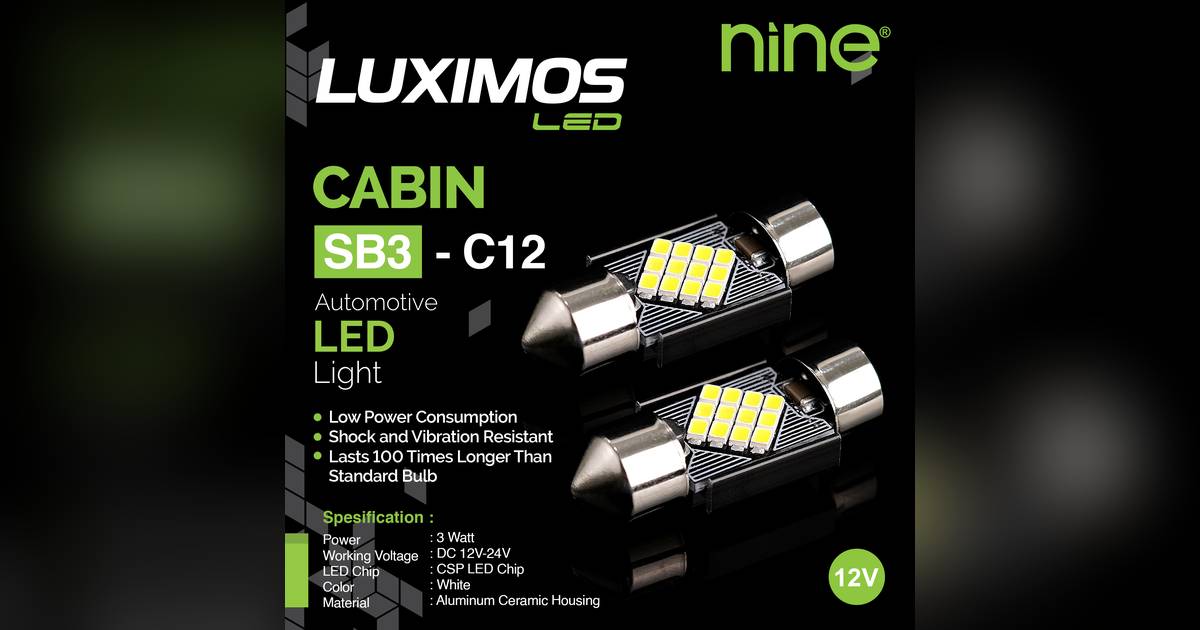 nine®
LUXIMOS
LED
CABIN
SB3 - C12
Automotive
LED
Light
Low Power Consumption
Shock and Vibration Resistant
Lasts 100 Times Longer Than
Standard Bulb
Spesification :
Power : 3 Watt
Working Voltage : DC 12V-24V
LED Chip : CSP LED Chip
Color : White
Material : Aluminum Ceramic Housing
12V